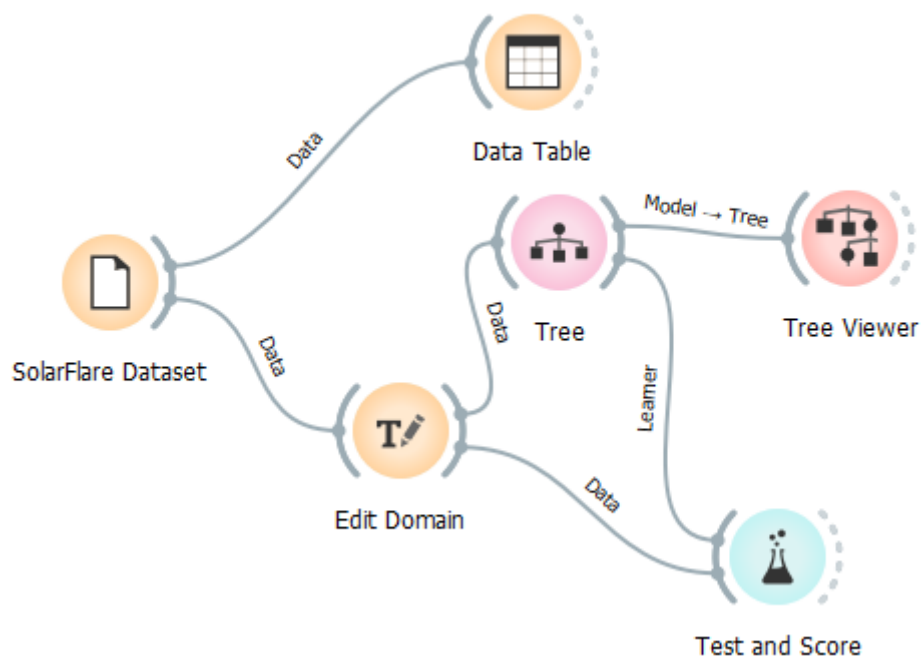 Data
Data Table
Model → Tree
Data
Tree
Tree Viewer
SolarFlare Dataset
Data
Learner
Edit Domain
Data
Test and Score
T